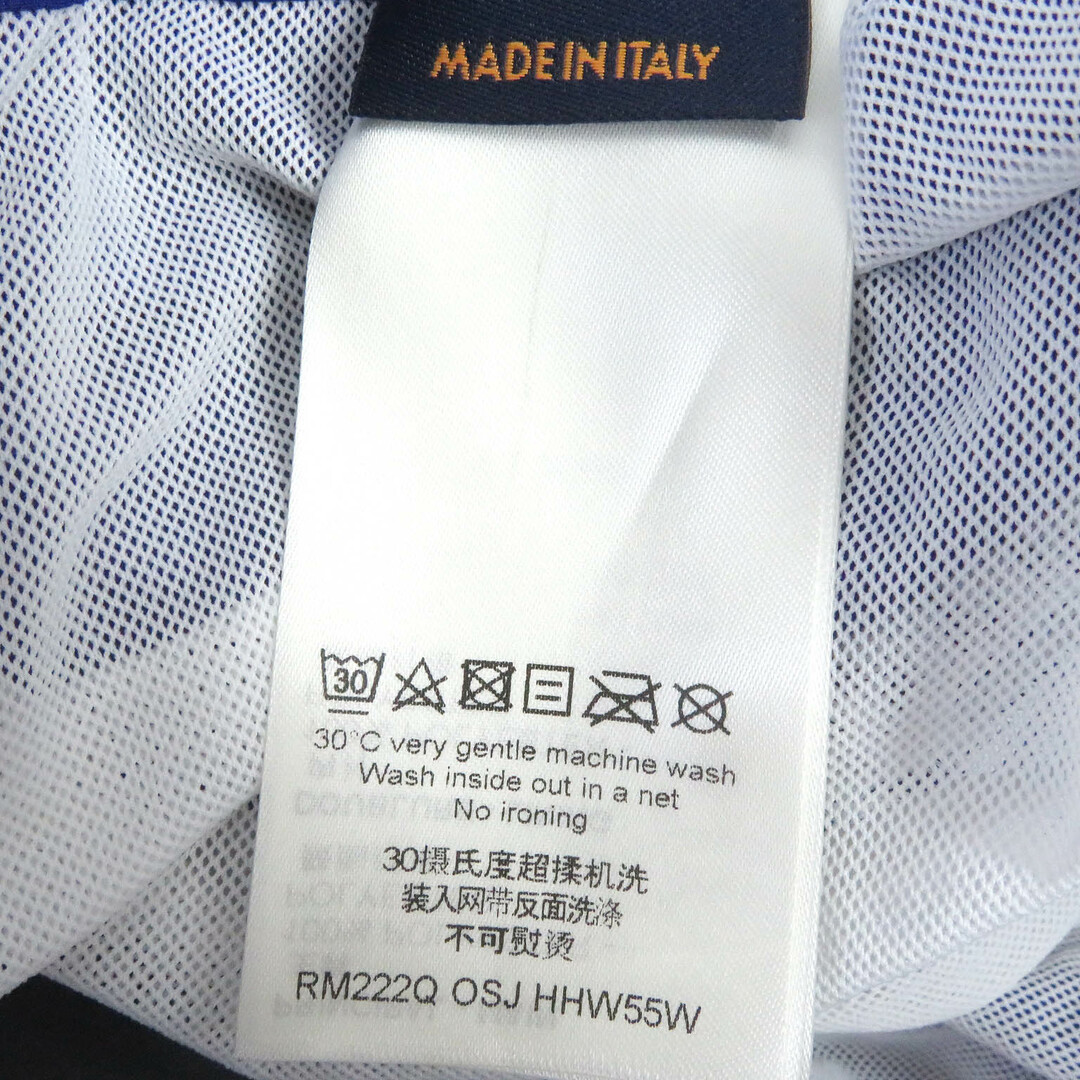 MADE IN ITALY
30
30°C very gentle machine wash
Wash inside out in a net
No ironing
30摄氏度超揉机洗
装入网带反面洗涤
不可熨烫
RM222Q OSJ HHW55W